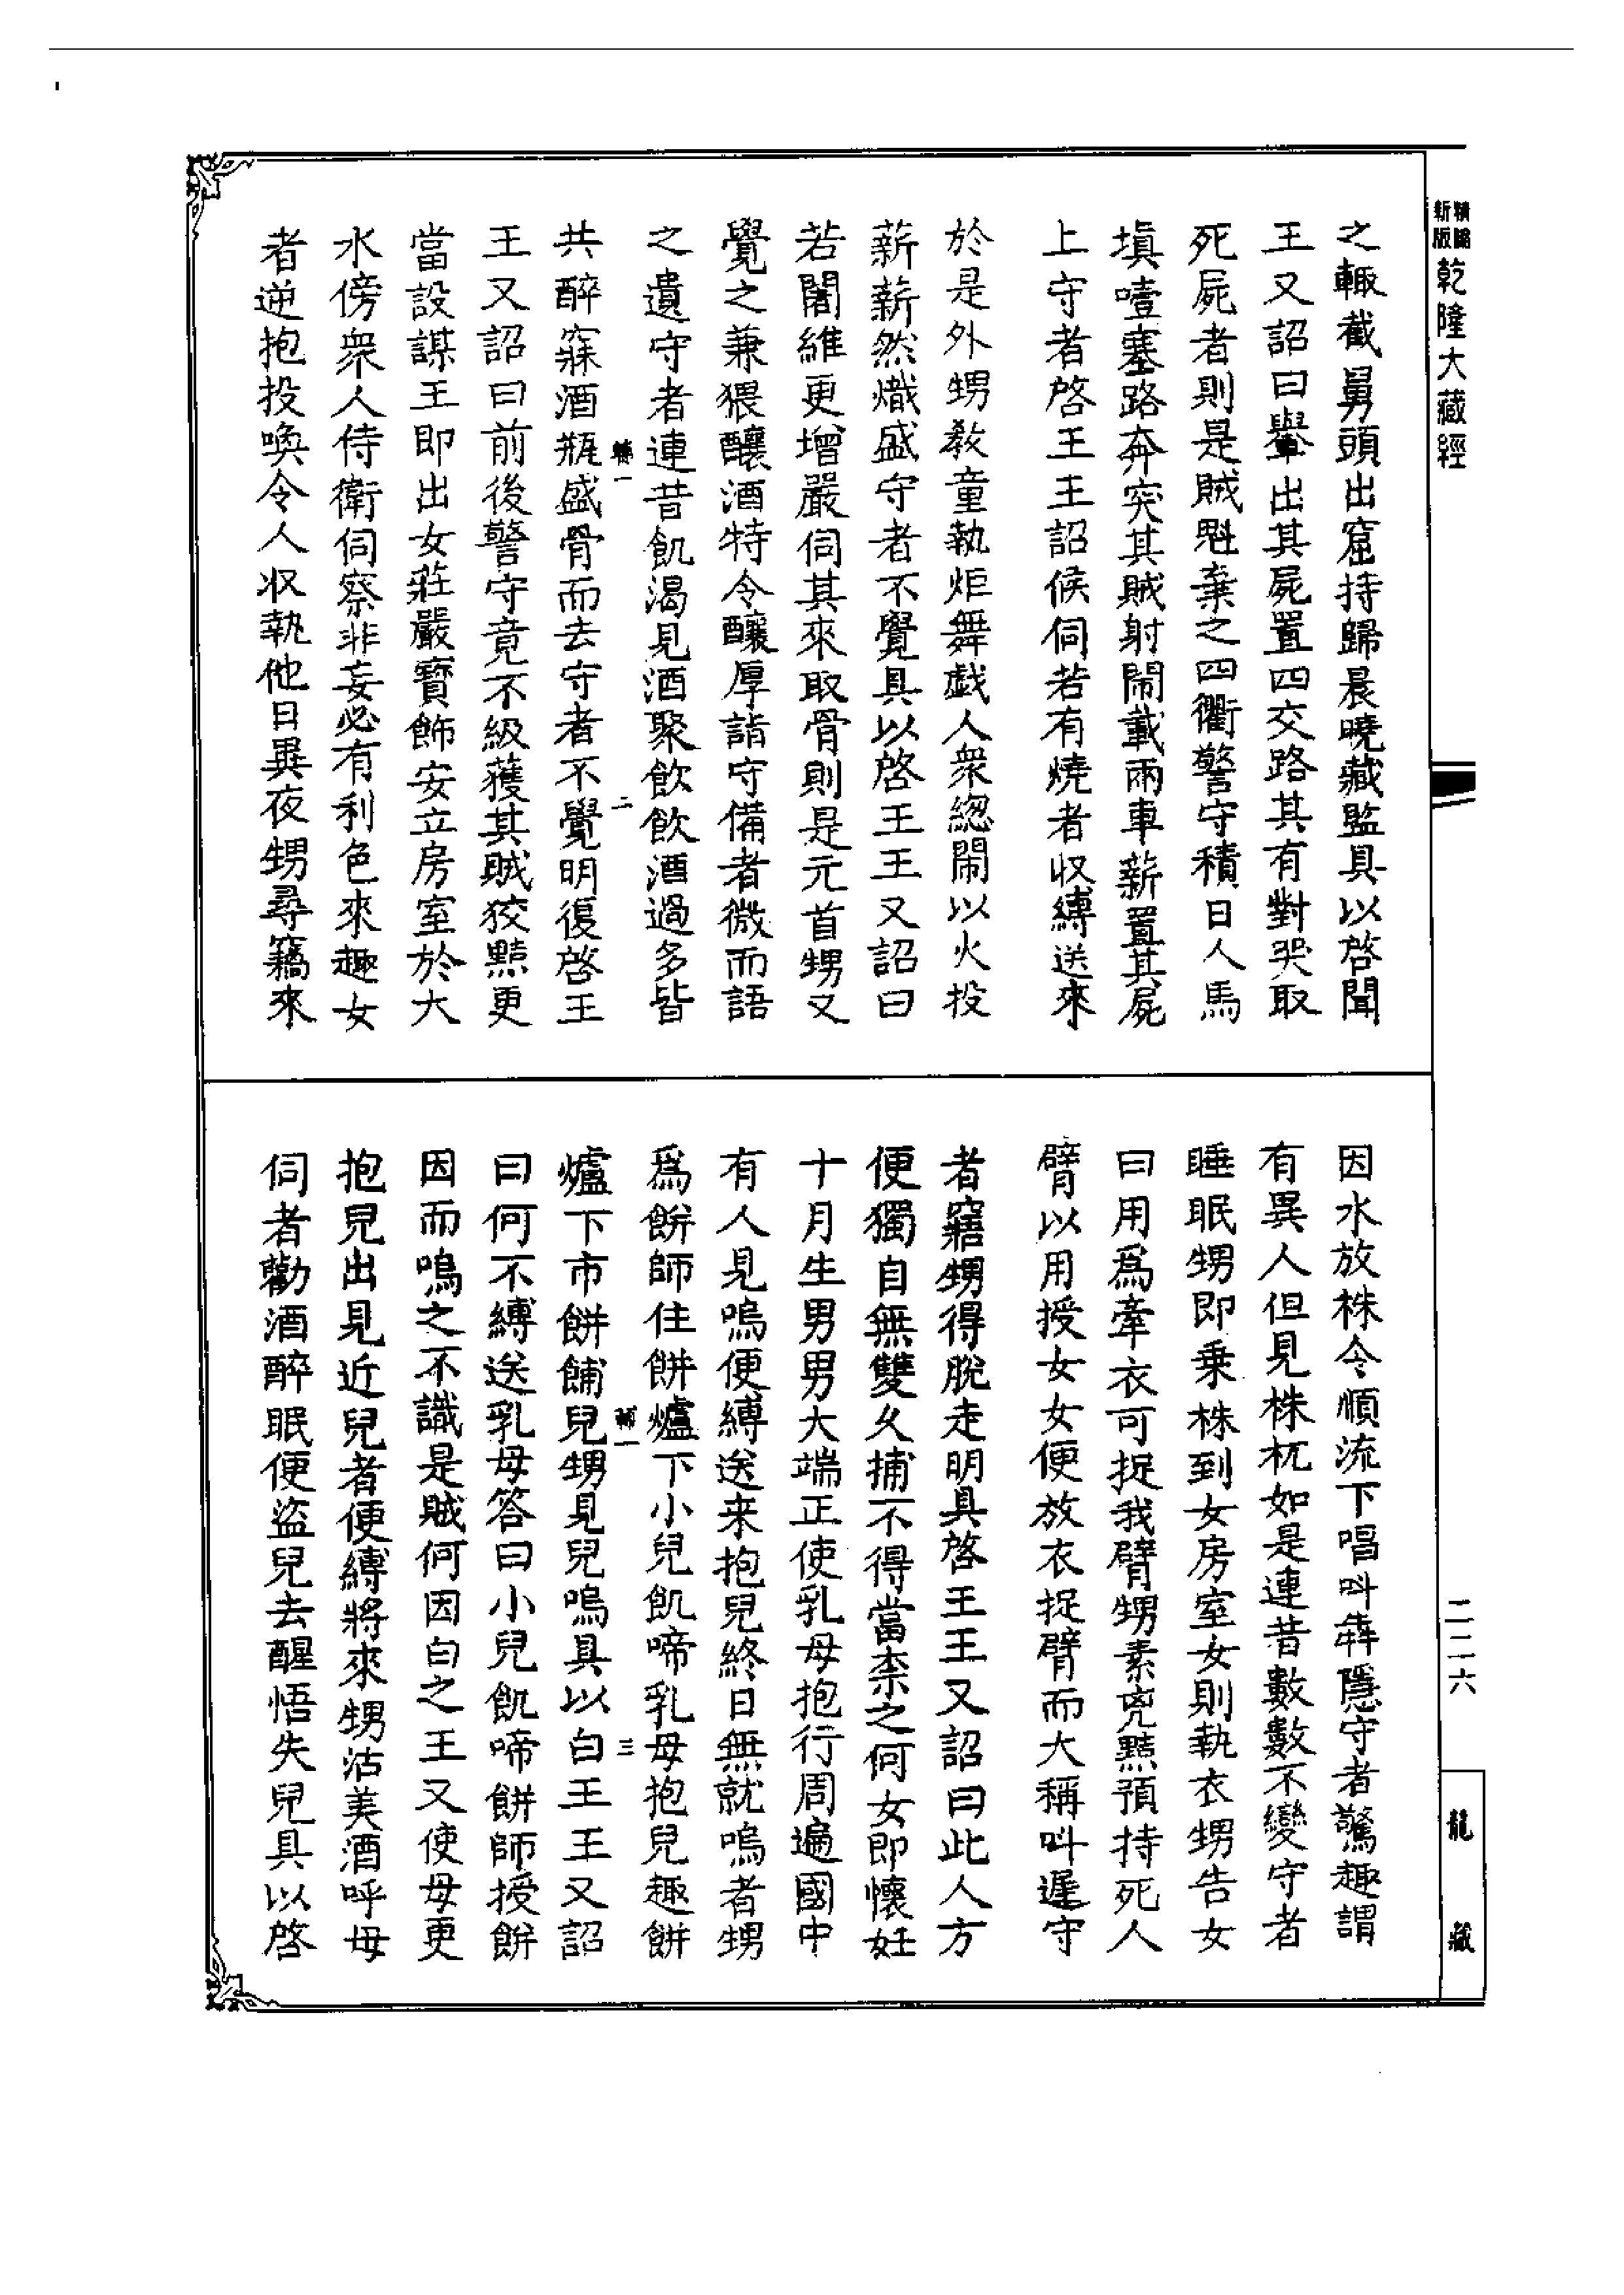 精縮新版
乾隆大藏經
之輙截舅頭出窟持歸晨曉藏監具以啓聞
王又詔曰轝出其屍置四交路其有對哭取
死屍者則是賊魁棄之四衢警守積日人馬
填噎塞路奔突其賊射鬧載兩車薪置其屍
上守者啓王王詔候伺若有燒者收縛送來
於是外甥教童執炬舞戯人衆總鬧以火投
薪薪然熾盛守者不覺具以啓王王又詔曰
若闍維更增嚴伺其來取骨則是元首甥又
覺之兼猥釀酒特令釀厚詣守備者微而語
之遺守者連昔飢渴見酒聚飲飲酒過多皆
共醉寐酒瓶盛骨而去守者不覺明復啓王
王又詔曰前後警守竟不級獲其賊狡黠更
當設謀王即出女莊嚴寶飾安立房室於大
水傍衆人侍衛伺察非妄必有利色來趣女
者逆抱投喚令人収執他日異夜甥尋竊來
因水放株令順流下唱叫犇隱守者驚趣謂
有異人但見株杌如是連昔數數不變守者
睡眠甥即乗株到女房室女則執衣甥告女
曰用爲牽衣可捉我臂甥素兇黠預持死人
臂以用授女女便放衣捉臂而大稱叫遲守
者寤甥得脫走明具啓王王又詔曰此人方
便獨自無雙久捕不得當柰之何女即懷妊
十月生男男大端正使乳母抱行周遍國中
有人見嗚便縛送来抱兒終日無就嗚者甥
爲餅師住餅爐下小兒飢啼乳母抱兒趣餅
爐下市餅餔兒甥見兒嗚具以白王王又詔
曰何不縛送乳母答曰小兒飢啼餅師授餅
因而嗚之不識是賊何因白之王又使母更
抱兒出見近兒者便縛將來甥沽美酒呼母
伺者勸酒醉眠便盜兒去醒悟失兒具以啓
輔一
二
輔一
三
二二六
龍藏